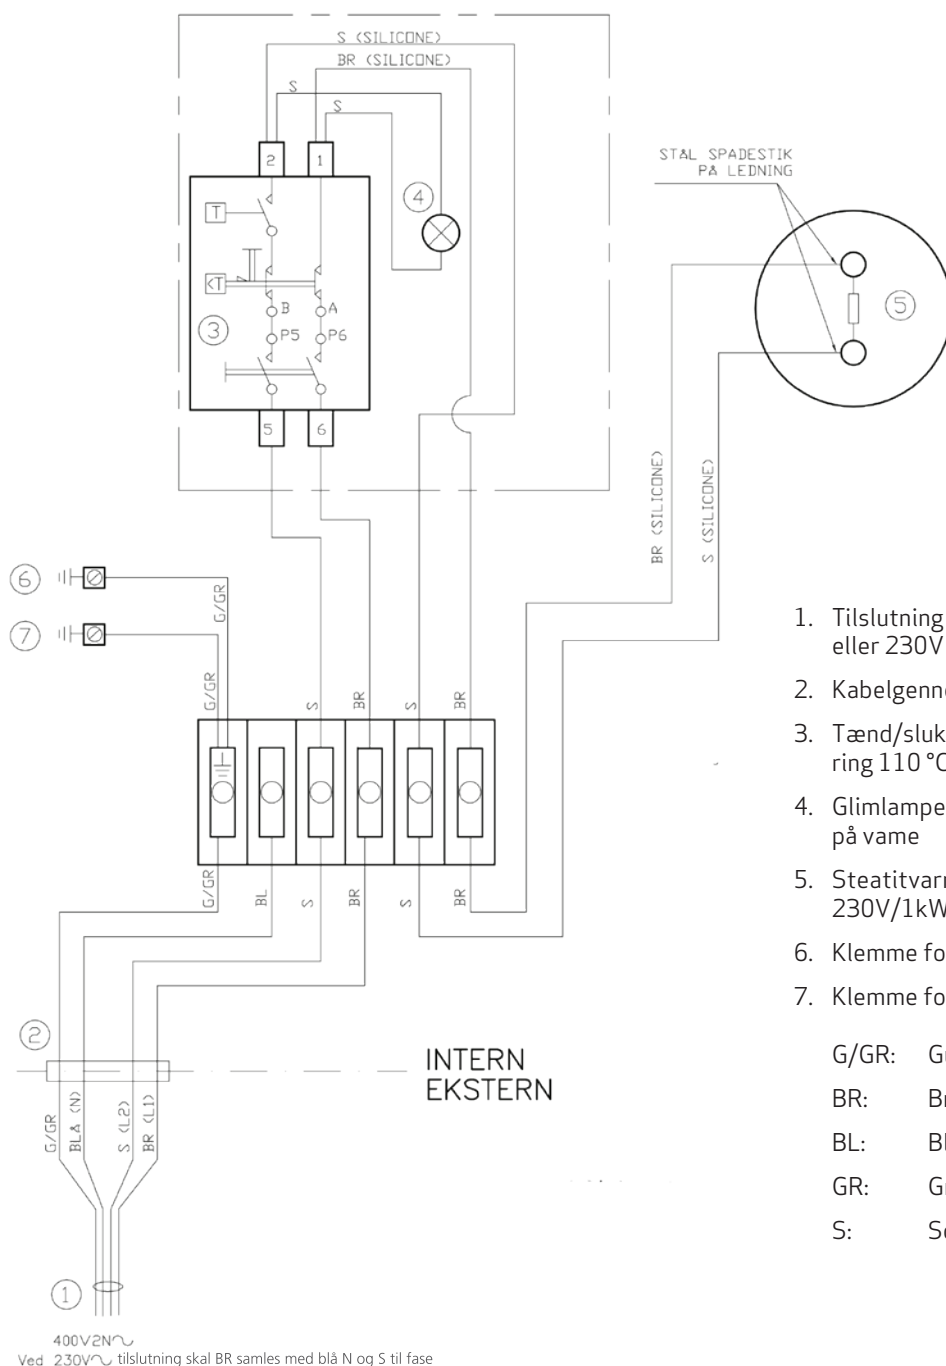 S (SILICONE)
BR (SILICONE)
S
S
2
1
T
4
<T
B
A
3
P5
P6
5
6
STÅL SPADESTIK
PÅ LEDNING
5
BR (SILICONE)
S (SILICONE)
6
7
G/GR
G/GR
S
BR
S
BR
G/GR
BL
S
BR
S
BR
2
INTERN
EKSTERN
G/GR
BLÅ (N)
S (L2)
BR (L1)
1
400V2N~
Ved 230V~ tilslutning skal BR samles med blå N og S til fase
1. Tilslutning
eller 230V
2. Kabelgenn
3. Tænd/sluk
ring 110 °C
4. Glimlampe
på vame
5. Steatitvar
230V/1kW
6. Klemme fo
7. Klemme fo
G/GR: G
BR: B
BL: Bl
GR: G
S: S